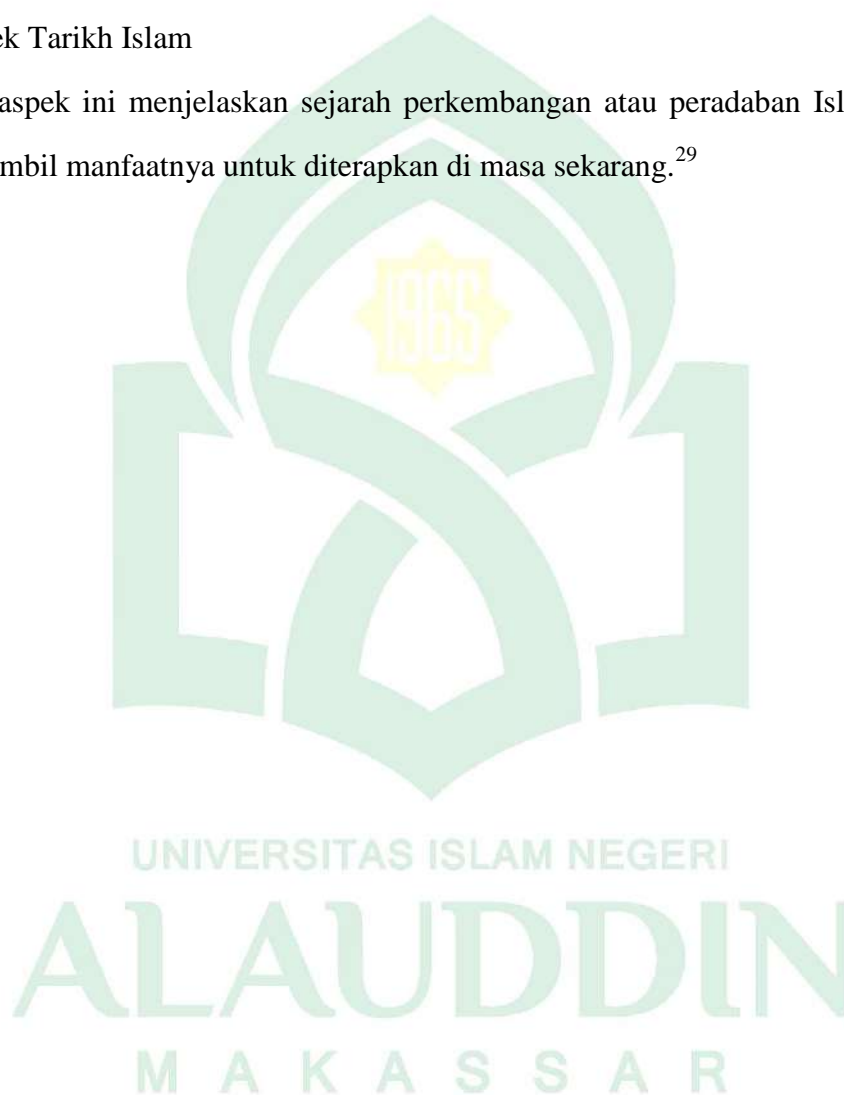 ek Tarikh Islam
aspek ini menjelaskan sejarah perkembangan atau peradaban Isl
mbil manfaatnya untuk diterapkan di masa sekarang.29
1965
UNIVERSITAS ISLAM NEGERI
ALAUDDIN
MAKASSAR